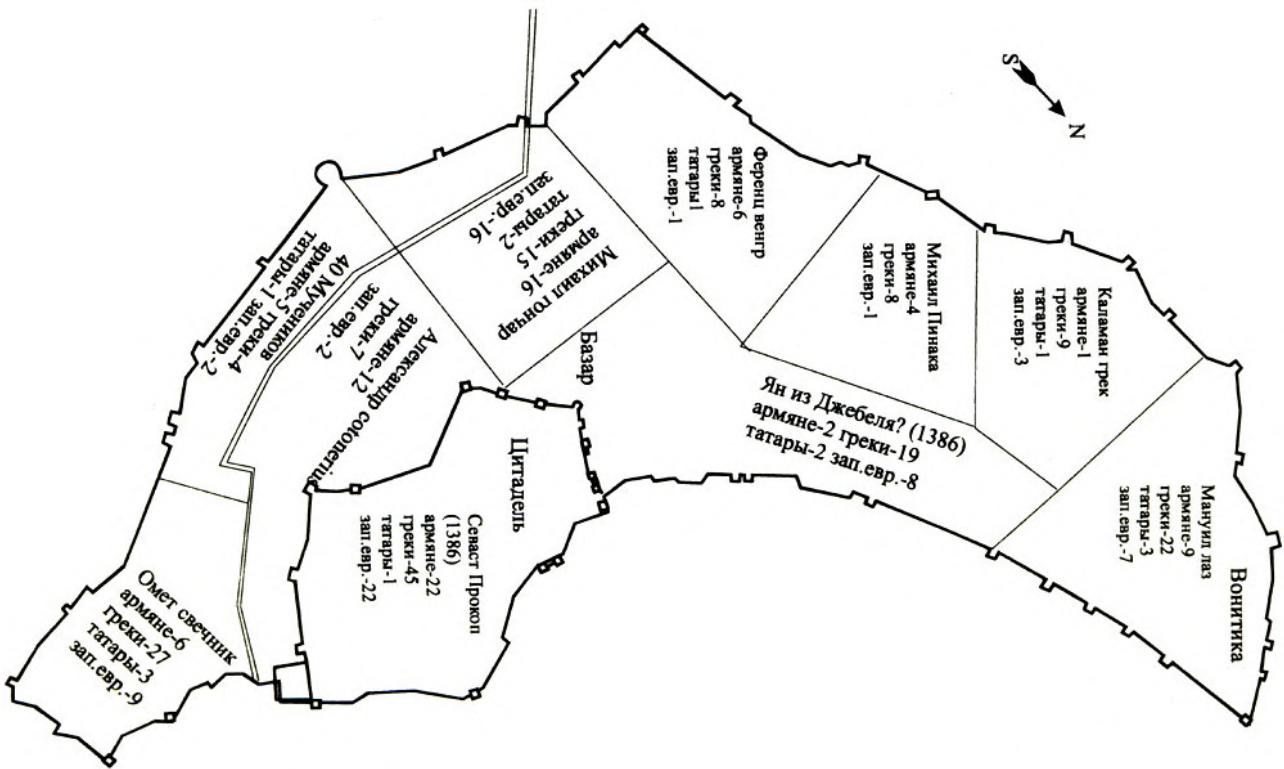 S
N
Ференц венгр
армяне-6
греки-8
татары1
зап.евр.-1
Михаил Пинака
армяне-4
греки-8
зап.евр.-1
Каламан грек
армяне-1
греки-9
татары-1
зап.евр.-3
Мануил лаз
армяне-9
греки-22
татары-3
зап.евр.-7
Вонитика
Ян из Джебеля? (1386)
армяне-2 греки-19
татары-2 зап.евр.-8
Михаил гончар
армяне-16
греки-15
татары-2
зап.евр.-16
Базар
40 Мучеников
армяне-5 греки-4
татары-1 зап.евр.-2
Александр cotonerius
армяне-12
греки-7
зап.евр.-2
Цитадель
Севаст Прокоп
(1386)
армяне-22
греки-45
татары-1
зап.евр.-22
Омет свечник
армяне-6
греки-27
татары-3
зап.евр.-9